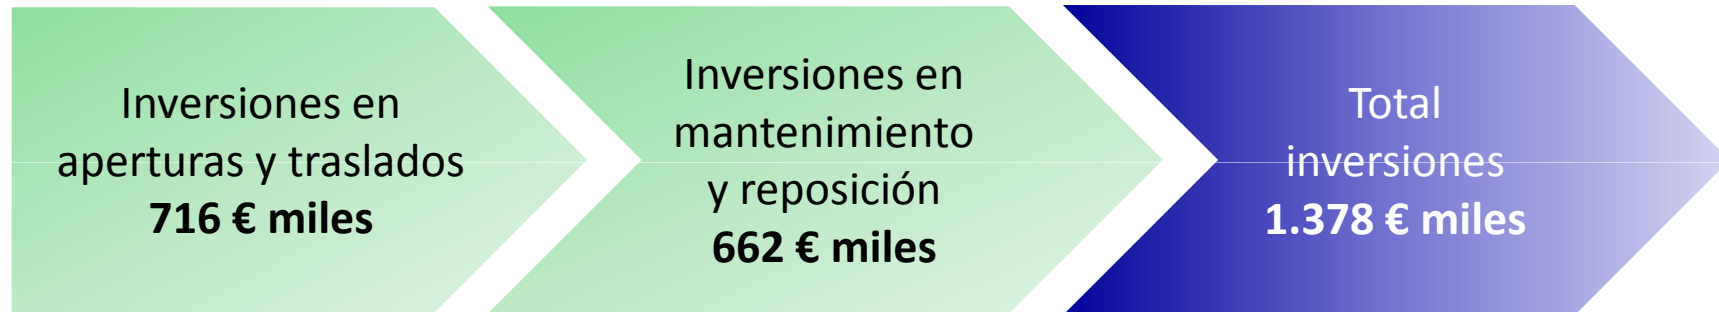 Inversiones en
aperturas y traslados
716 € miles
Inversiones en
mantenimiento
y reposición
662 € miles
Total
inversiones
1.378 € miles